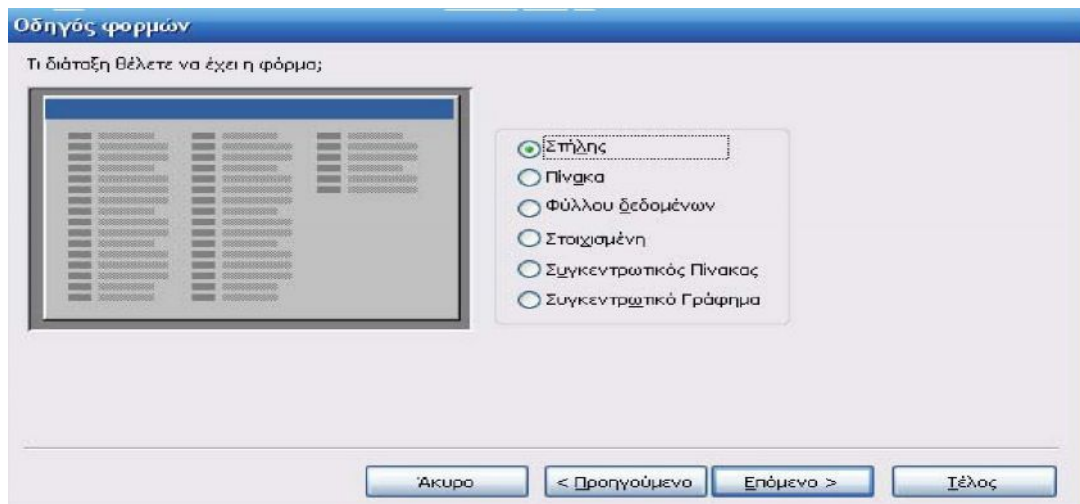 Οδηγός φορμών
Τι διάταξη θέλετε να έχει η φόρμα;
Στήλης
Πίνακα
Φύλλου δεδομένων
Στοιχισμένη
Συγκεντρωτικός Πίνακας
Συγκεντρωτικό Γράφημα
Άκυρο
< Προηγούμενο
Επόμενο >
Τέλος